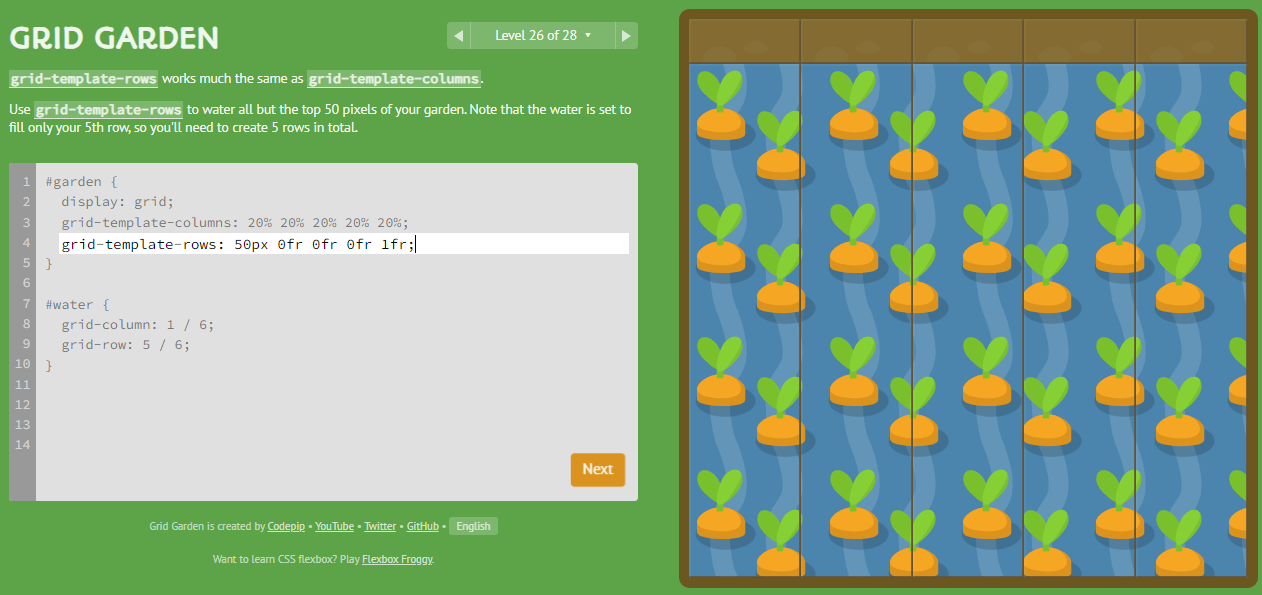 GRID GARDEN
Level 26 of 28
grid-template-rows works much the same as grid-template-columns.
Use grid-template-rows to water all but the top 50 pixels of your garden. Note that the water is set to
fill only your 5th row, so you'll need to create 5 rows in total.
1 #garden {
2 display: grid;
3 grid-template-columns: 20% 20% 20% 20% 20%;
4 grid-template-rows: 50px 0fr 0fr 0fr 1fr;
5 }
6
7 #water {
8 grid-column: 1 / 6;
9 grid-row: 5 / 6;
10 }
11
12
13
14
Next
Grid Garden is created by Codepip • YouTube • Twitter • GitHub • English
Want to learn CSS flexbox? Play Flexbox Froggy.